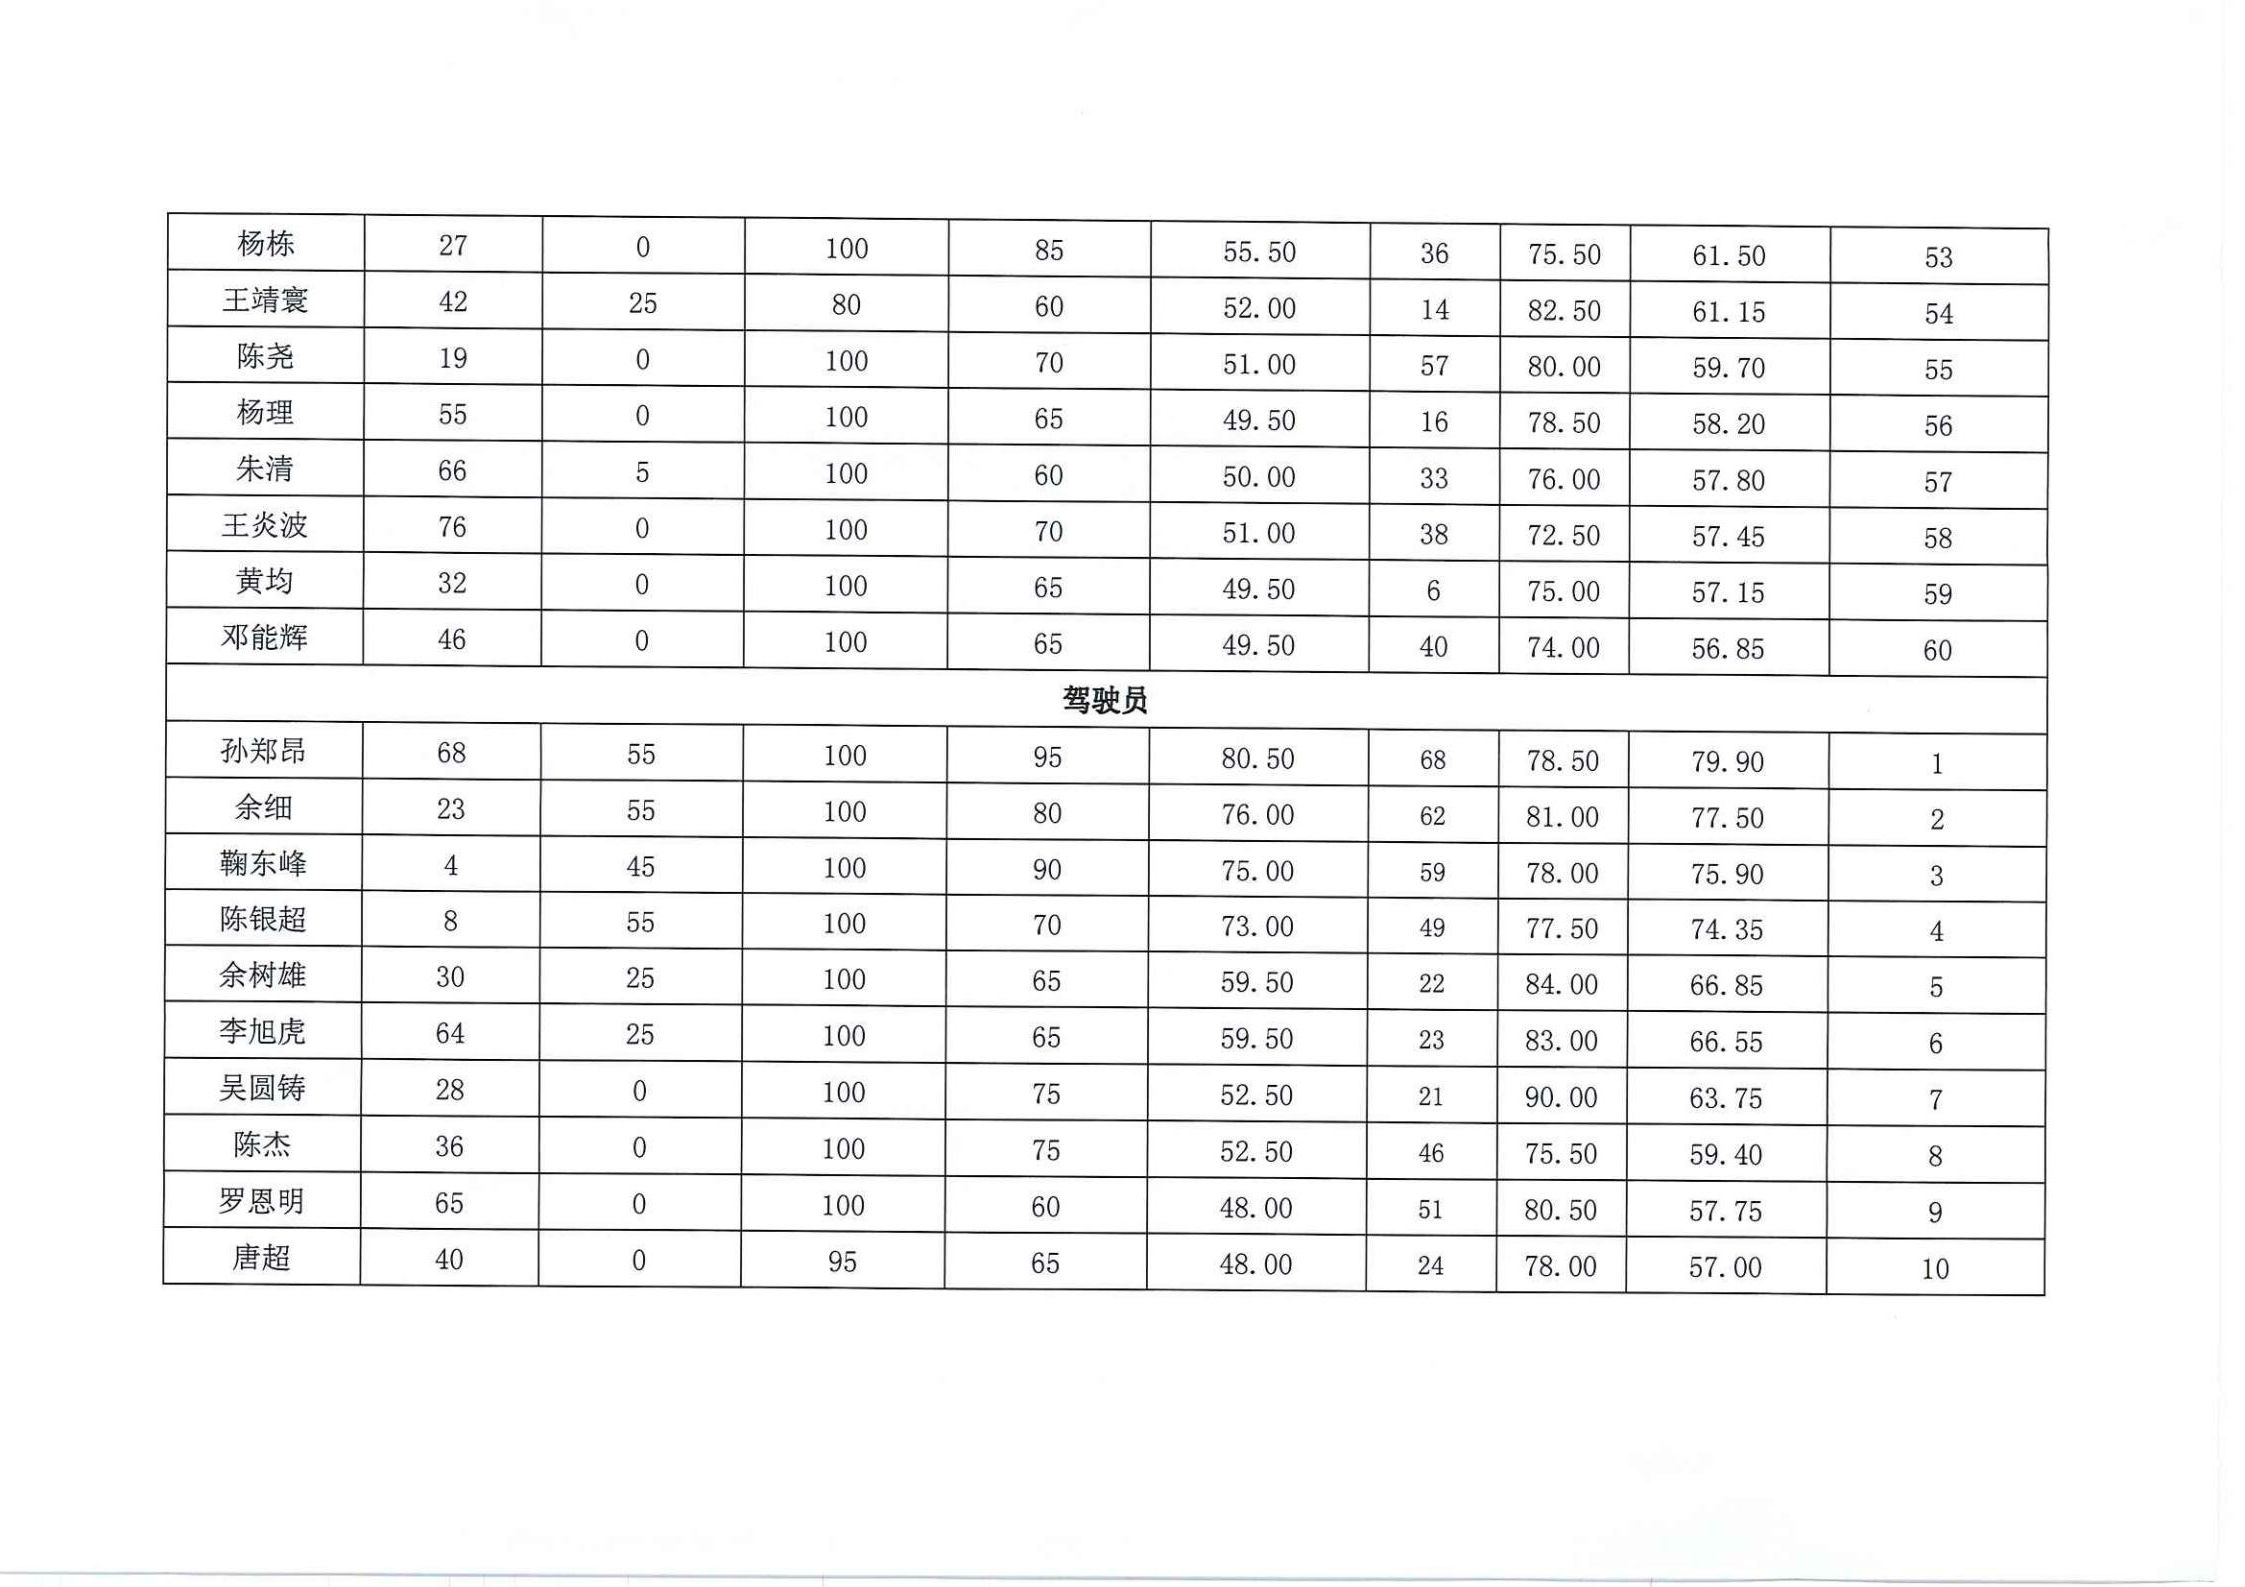 杨栋 27 0 100 85 55.50 36 75.50 61.50 53
王靖寰 42 25 80 60 52.00 14 82.50 61.15 54
陈尧 19 0 100 70 51.00 57 80.00 59.70 55
杨理 55 0 100 65 49.50 16 78.50 58.20 56
朱清 66 5 100 60 50.00 33 76.00 57.80 57
王炎波 76 0 100 70 51.00 38 72.50 57.45 58
黄均 32 0 100 65 49.50 6 75.00 57.15 59
邓能辉 46 0 100 65 49.50 40 74.00 56.85 60
驾驶员
孙郑昂 68 55 100 95 80.50 68 78.50 79.90 1
余细 23 55 100 80 76.00 62 81.00 77.50 2
鞠东峰 4 45 100 90 75.00 59 78.00 75.90 3
陈银超 8 55 100 70 73.00 49 77.50 74.35 4
余树雄 30 25 100 65 59.50 22 84.00 66.85 5
李旭虎 64 25 100 65 59.50 23 83.00 66.55 6
吴圆铸 28 0 100 75 52.50 21 90.00 63.75 7
陈杰 36 0 100 75 52.50 46 75.50 59.40 8
罗恩明 65 0 100 60 48.00 51 80.50 57.75 9
唐超 40 0 95 65 48.00 24 78.00 57.00 10